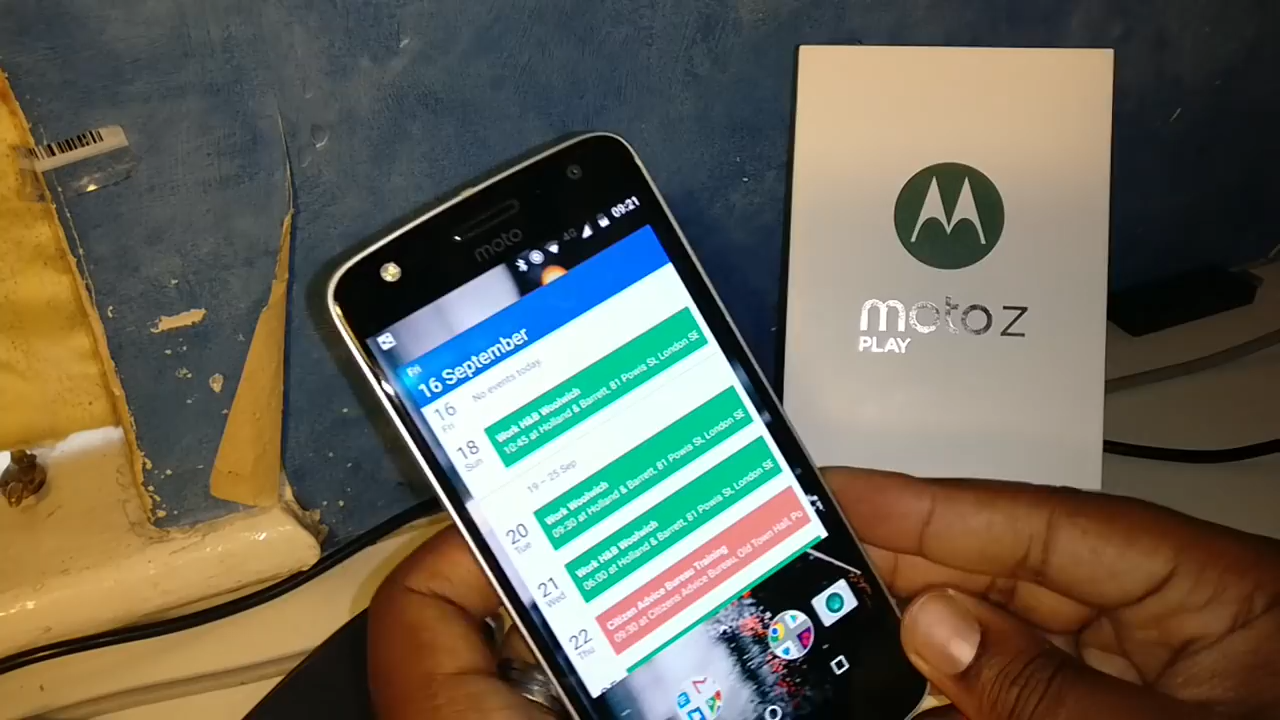 moto
4G
09:21
Fri
16 September
16
Fri
No events today
18
Sun
Work H&B Woolwich
10:45 at Holland & Barrett, 81 Powis St, London SE
19 – 25 Sep
20
Tue
Work Woolwich
09:30 at Holland & Barrett, 81 Powis St, London SE
21
Wed
Work H&B Woolwich
06:00 at Holland & Barrett, 81 Powis St, London SE
22
Thu
Citizen Advice Bureau Training
09:30 at Citizens Advice Bureau, Old Town Hall, Po
moto z
PLAY